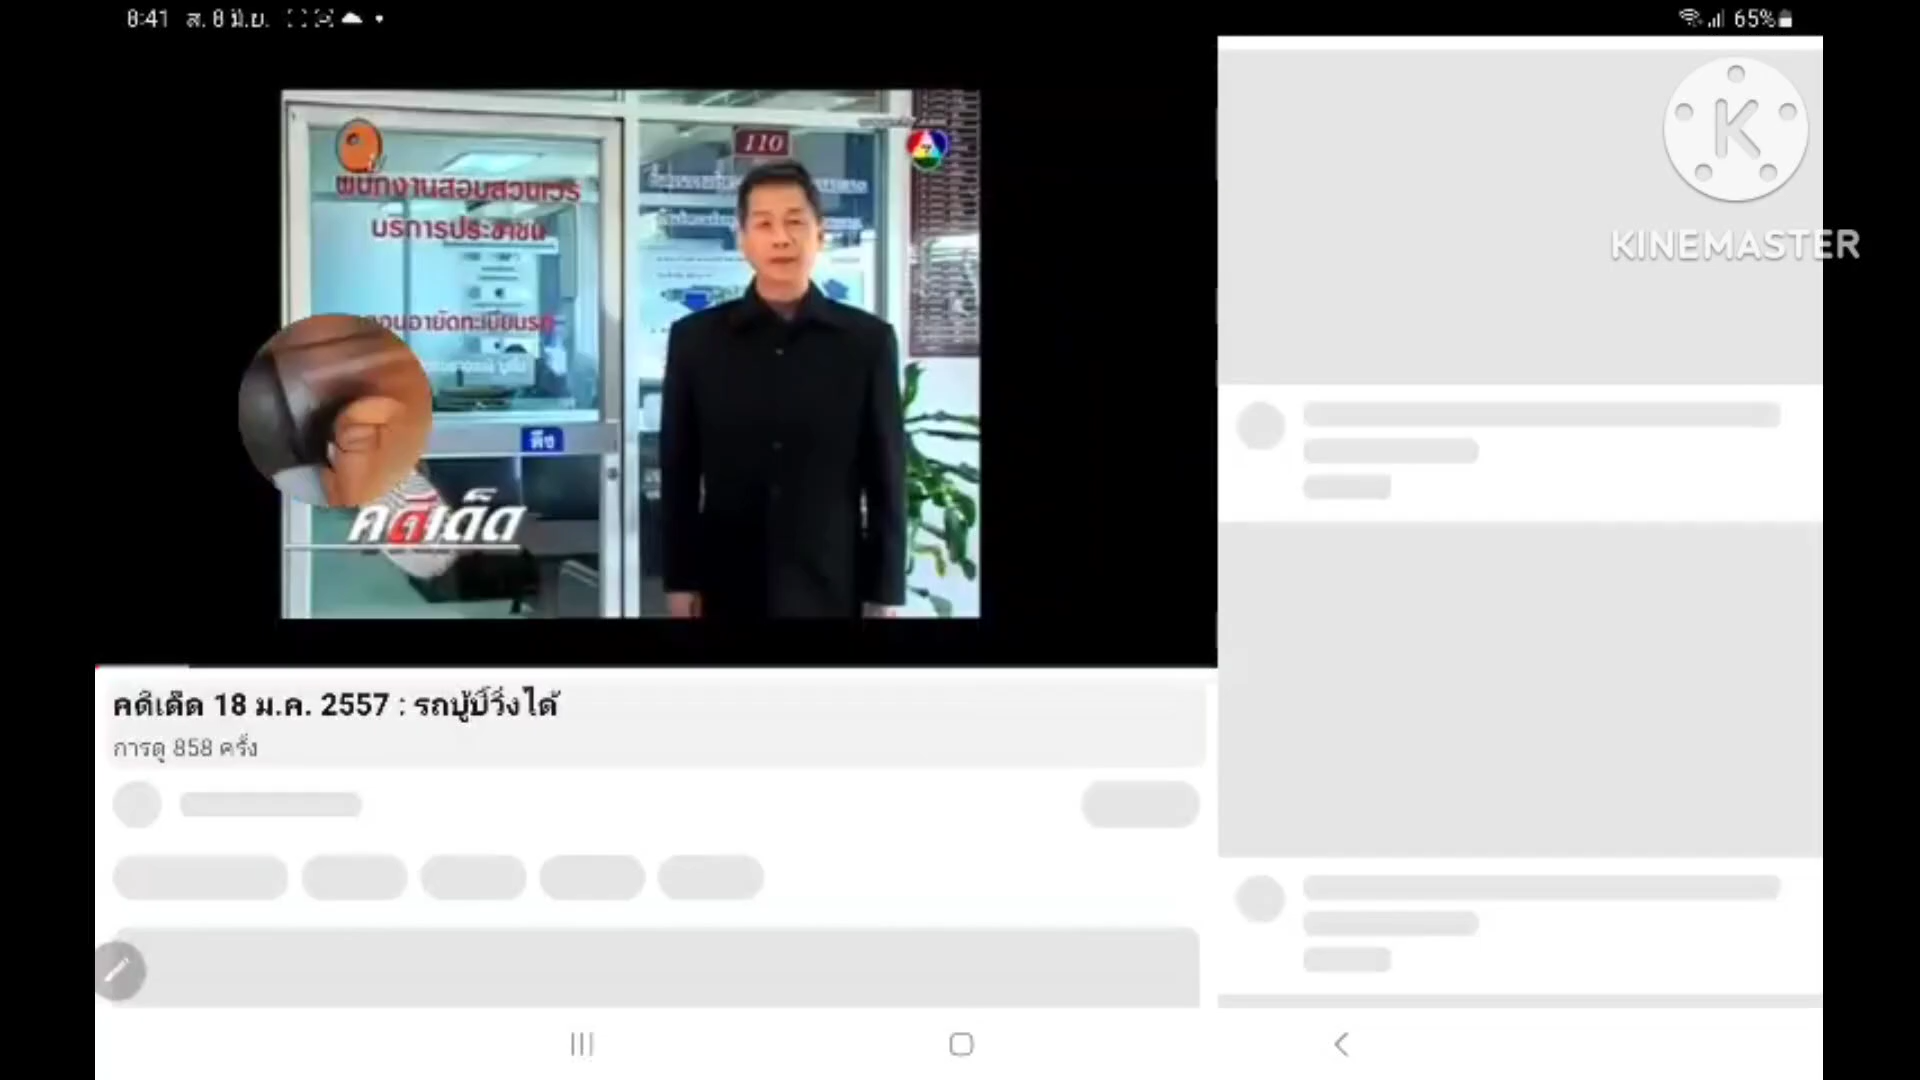 8:41 ส. 8 มิ.ย.
65%
KINEMASTER
110
พนักงานสอบสวนเวร
บริการประชาชน
ดึง
คดีเด็ด
คดีเด็ด 18 ม.ค. 2557 : รถบู้บี้วิ่งได้
การดู 858 ครั้ง